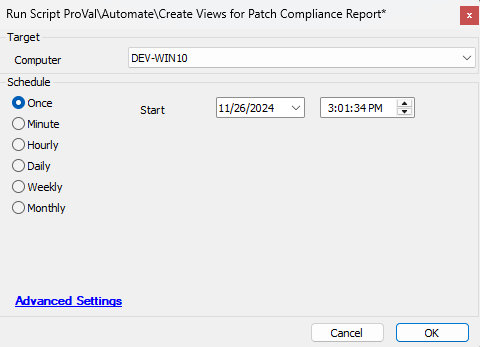 Run Script ProVal\Automate\Create Views for Patch Compliance Report*
x
Target
Computer
DEV-WIN10
Schedule
Once
Start
11/26/2024
3:01:34 PM
Minute
Hourly
Daily
Weekly
Monthly
Advanced Settings
Cancel
OK